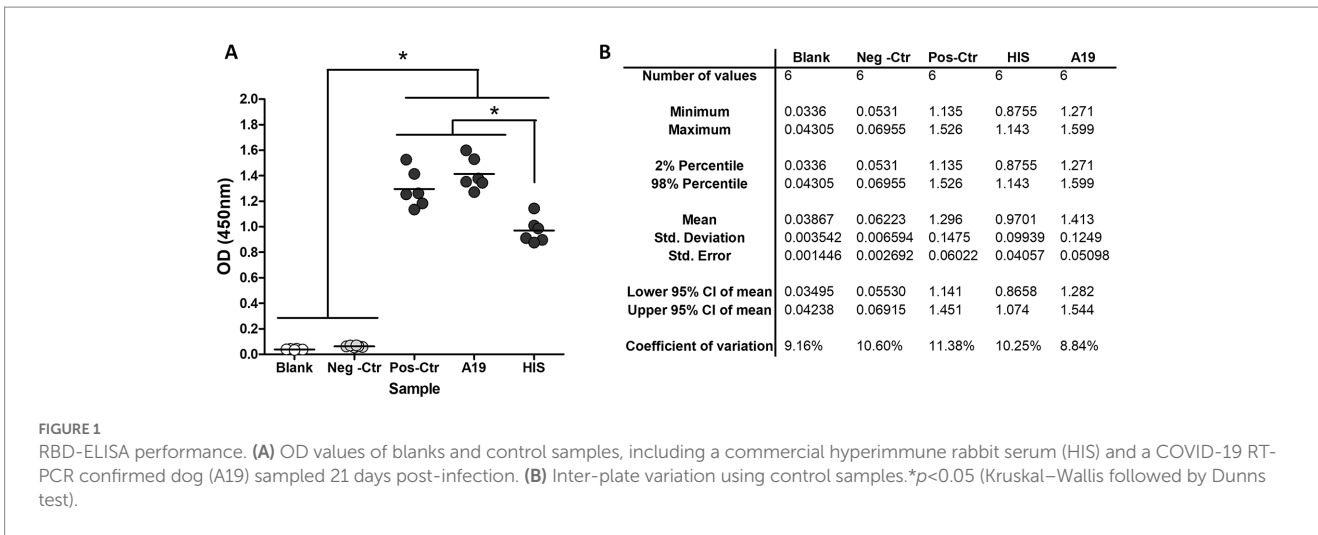 A
*
*
OD (450nm)
2.0
1.8
1.6
1.4
1.2
1.0
0.8
0.6
0.4
0.2
0.0
Blank Neg -Ctr Pos-Ctr A19 HIS
Sample
B
Blank Neg -Ctr Pos-Ctr HIS A19
Number of values 6 6 6 6 6
Minimum 0.0336 0.0531 1.135 0.8755 1.271
Maximum 0.04305 0.06955 1.526 1.143 1.599
2% Percentile 0.0336 0.0531 1.135 0.8755 1.271
98% Percentile 0.04305 0.06955 1.526 1.143 1.599
Mean 0.03867 0.06223 1.296 0.9701 1.413
Std. Deviation 0.003542 0.006594 0.1475 0.09939 0.1249
Std. Error 0.001446 0.002692 0.06022 0.04057 0.05098
Lower 95% CI of mean 0.03495 0.05530 1.141 0.8658 1.282
Upper 95% CI of mean 0.04238 0.06915 1.451 1.074 1.544
Coefficient of variation 9.16% 10.60% 11.38% 10.25% 8.84%
FIGURE 1
RBD-ELISA performance. (A) OD values of blanks and control samples, including a commercial hyperimmune rabbit serum (HIS) and a COVID-19 RT-
PCR confirmed dog (A19) sampled 21 days post-infection. (B) Inter-plate variation using control samples.*p<0.05 (Kruskal–Wallis followed by Dunns
test).